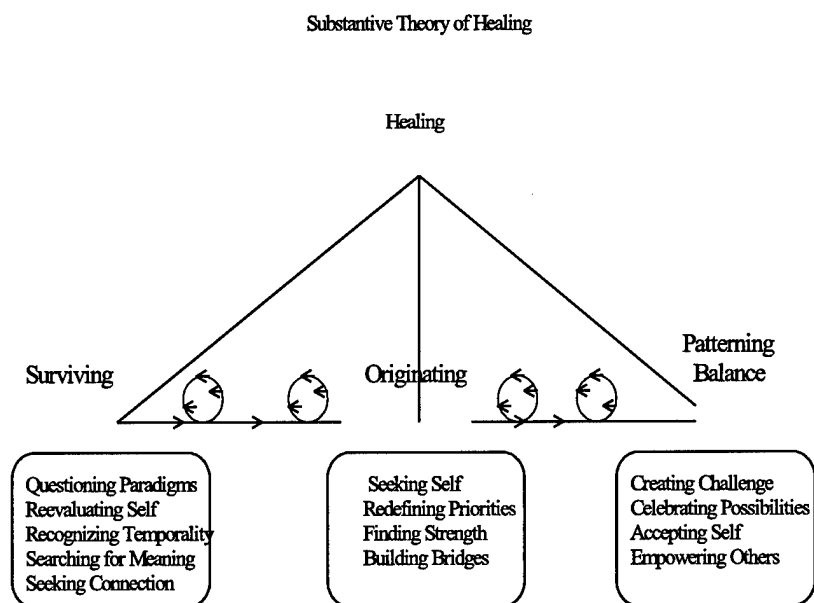 Substantive Theory of Healing
Healing
Surviving
Originating
Patterning
Balance
Questioning Paradigms
Reevaluating Self
Recognizing Temporality
Searching for Meaning
Seeking Connection
Seeking Self
Redefining Priorities
Finding Strength
Building Bridges
Creating Challenge
Celebrating Possibilities
Accepting Self
Empowering Others